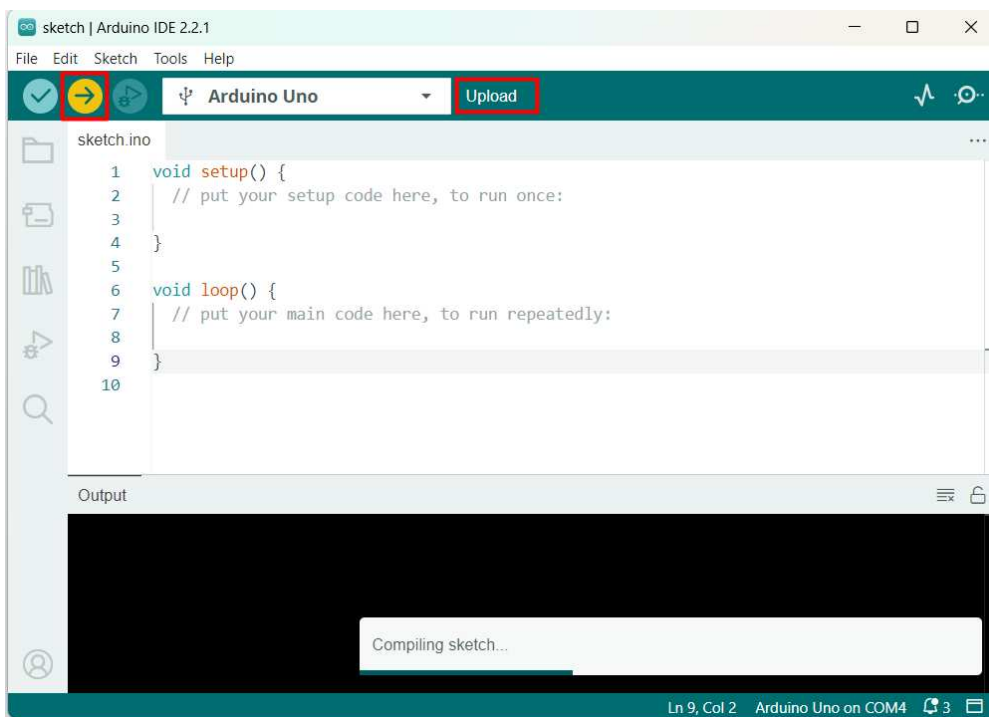 sketch | Arduino IDE 2.2.1
File Edit Sketch Tools Help
Arduino Uno Upload
sketch.ino
1 void setup() {
2 // put your setup code here, to run once:
3
4 }
5
6 void loop() {
7 // put your main code here, to run repeatedly:
8
9 }
10
Output
Compiling sketch...
Ln 9, Col 2 Arduino Uno on COM4 3